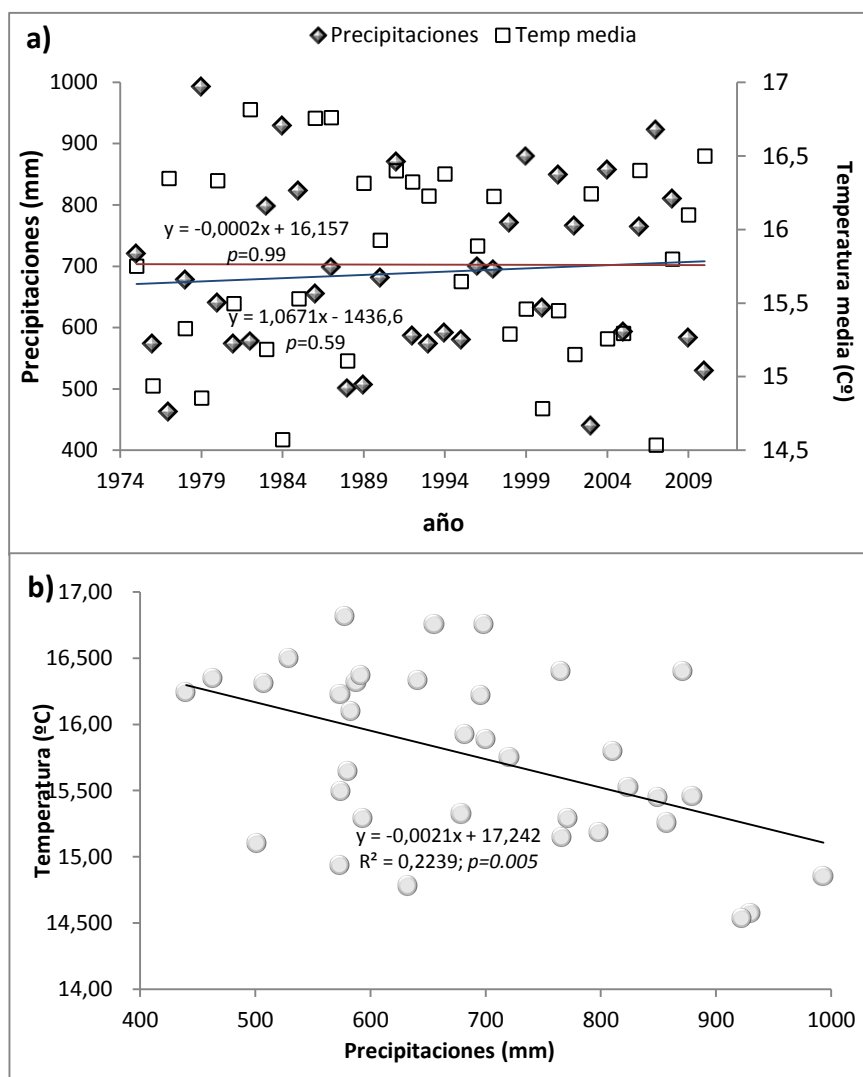 a)
Precipitaciones Temp media
1000
900
800
700
600
500
400
Precipitaciones (mm)
17
16,5
16
15,5
15
14,5
Temperatura media (Cº)
y = -0,0002x + 16,157
p=0.99
y = 1,0671x - 1436,6
p=0.59
1974 1979 1984 1989 1994 1999 2004 2009
año
b)
17,00
16,500
16,00
15,500
15,00
14,500
14,00
Temperatura (ºC)
y = -0,0021x + 17,242
R² = 0,2239; p=0.005
400 500 600 700 800 900 1000
Precipitaciones (mm)